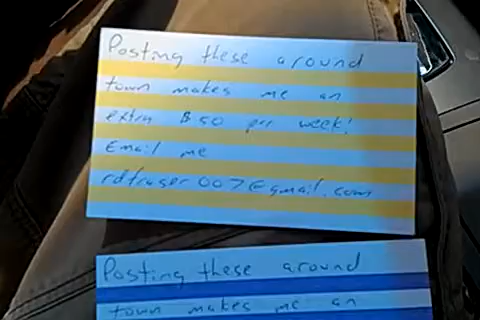 Posting these around
town makes me an
extra $50 per week!
Email me
rdfraser007@gmail.com
Posting these around
town makes me an